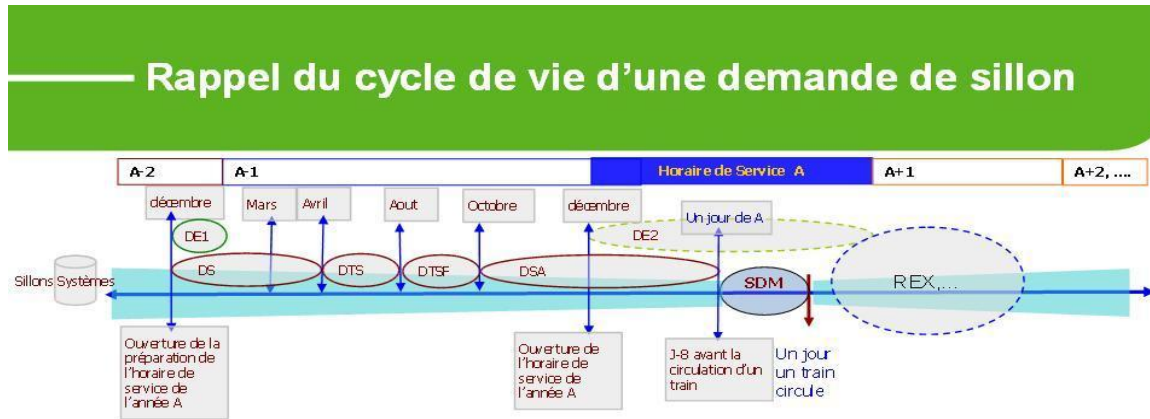 Rappel du cycle de vie d'une demande de sillon
A-2
A-1
Horaire de Service A
A+1
A+2, ....
décembre
Mars
Avril
Aout
Octobre
décembre
Un jour de A
DE1
DE2
DS
DTS
DTSF
DSA
Sillons Systèmes
SDM
REX,...
Ouverture de la
préparation de
l'horaire de
service de
l'année A
Ouverture de
l'horaire de
service de
l'année A
J-8 avant la
circulation d'un
train
Un jour
un train
circule